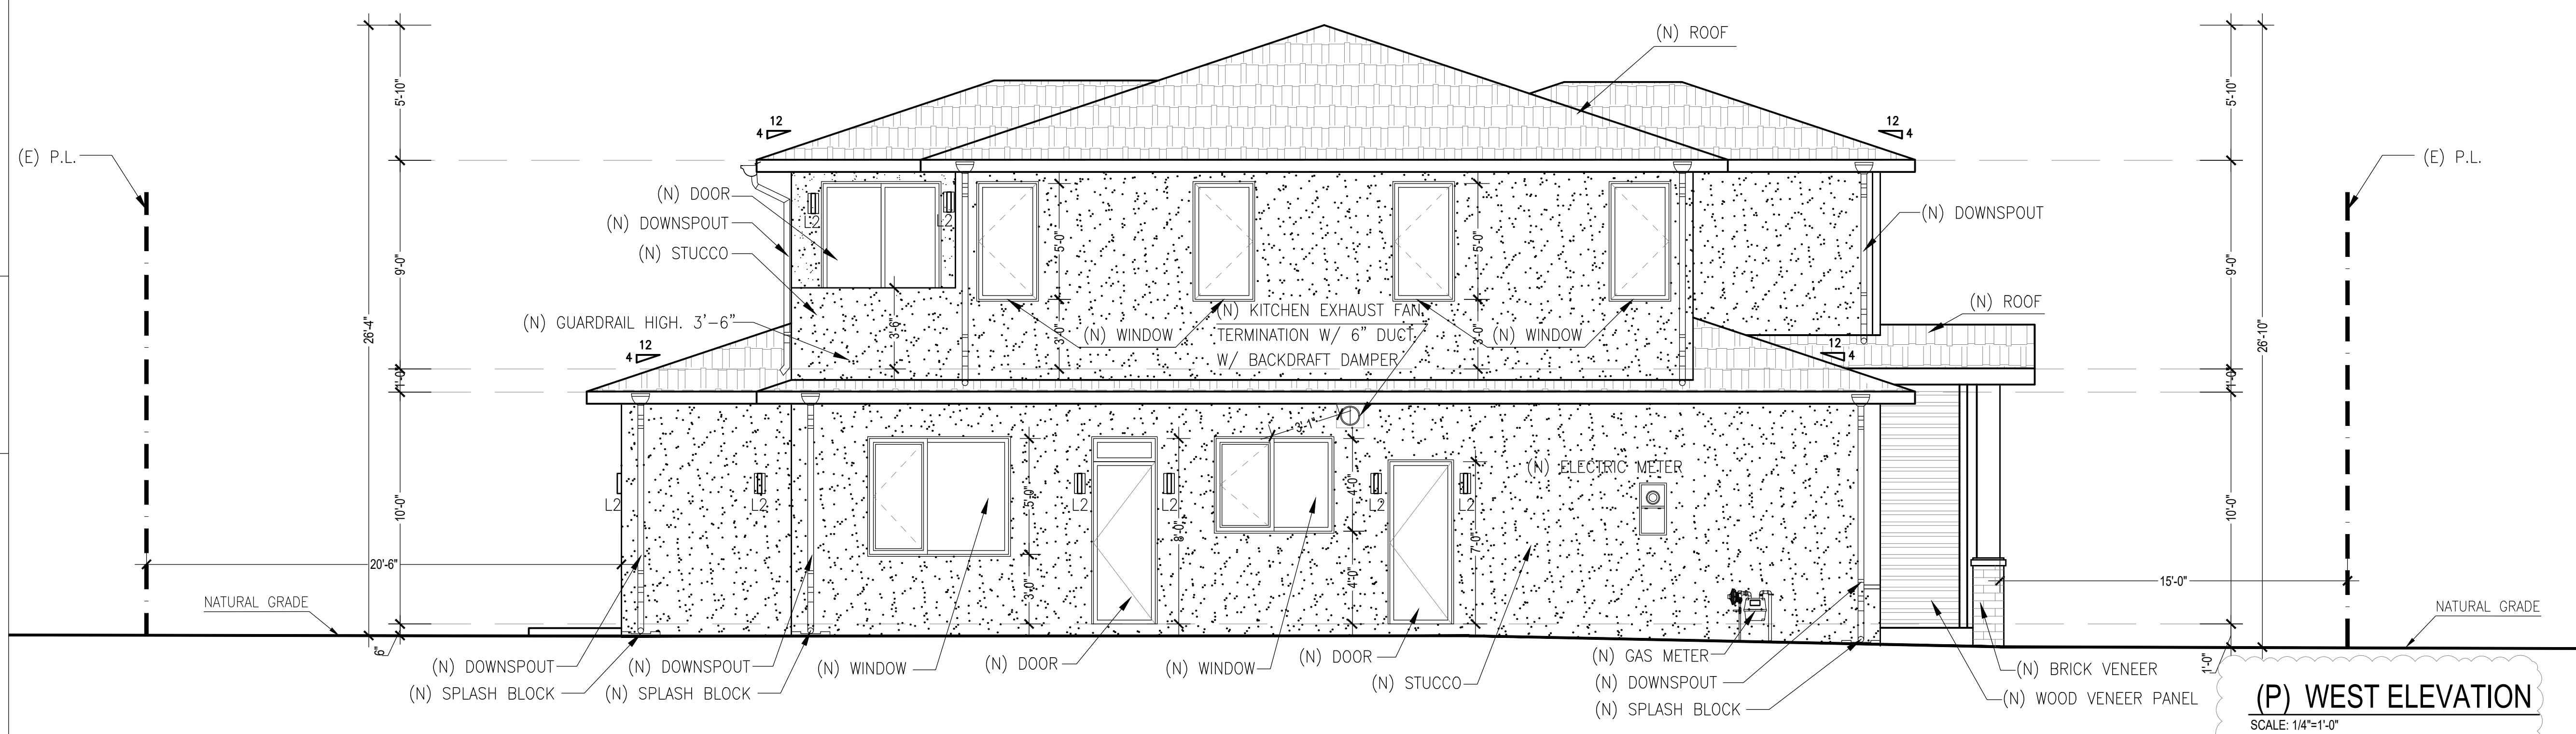 (N) ROOF
5'-10"
5'-10"
12
4
12
4
(E) P.L.
(E) P.L.
(N) DOOR
(N) DOWNSPOUT
(N) STUCCO
L2
L2
(N) DOWNSPOUT
9'-0"
5'-0"
5'-0"
9'-0"
26'-4"
26'-10"
(N) GUARDRAIL HIGH. 3'-6"
3'-6"
3'-0"
(N) WINDOW
(N) KITCHEN EXHAUST FAN
TERMINATION W/ 6" DUCT
W/ BACKDRAFT DAMPER
3'-0"
(N) WINDOW
(N) ROOF
12
4
12
4
1'-0"
1'-0"
3'-1"
(N) ELECTRIC METER
L2
L2
L2
L2
L2
L2
10'-0"
5'-0"
8'-0"
4'-0"
7'-0"
10'-0"
3'-0"
4'-0"
20'-6"
15'-0"
NATURAL GRADE
NATURAL GRADE
6"
1'-0"
(N) DOWNSPOUT
(N) SPLASH BLOCK
(N) DOWNSPOUT
(N) SPLASH BLOCK
(N) WINDOW
(N) DOOR
(N) WINDOW
(N) DOOR
(N) STUCCO
(N) GAS METER
(N) DOWNSPOUT
(N) SPLASH BLOCK
(N) BRICK VENEER
(N) WOOD VENEER PANEL
(P) WEST ELEVATION
SCALE: 1/4"=1'-0"